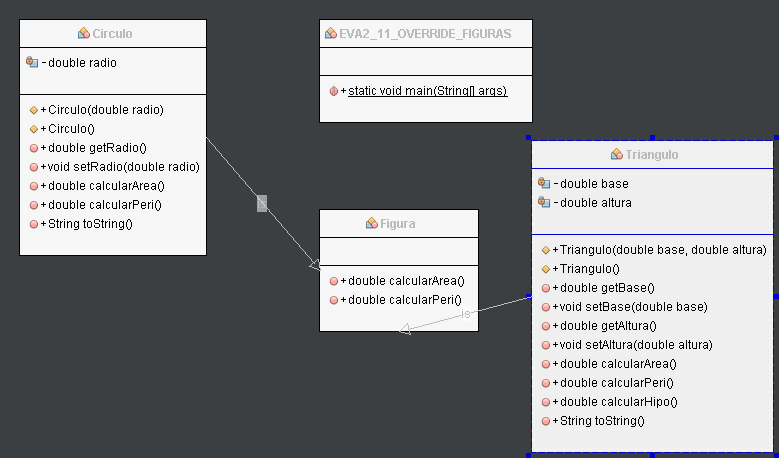 Circulo
- double radio
+ Circulo(double radio)
+ Circulo()
+ double getRadio()
+void setRadio(double radio)
+ double calcularArea()
+ double calcularPeri()
+ String toString()
EVA2_11_OVERRIDE_FIGURAS
+ static void main(String[] args)
Figura
+ double calcularArea()
+ double calcularPeri()
is
Triangulo
- double base
- double altura
+ Triangulo(double base, double altura)
+ Triangulo()
+ double getBase()
+ void setBase(double base)
+ double getAltura()
+ void setAltura(double altura)
+ double calcularArea()
+ double calcularPeri()
+ double calcularHipo()
+ String toString()